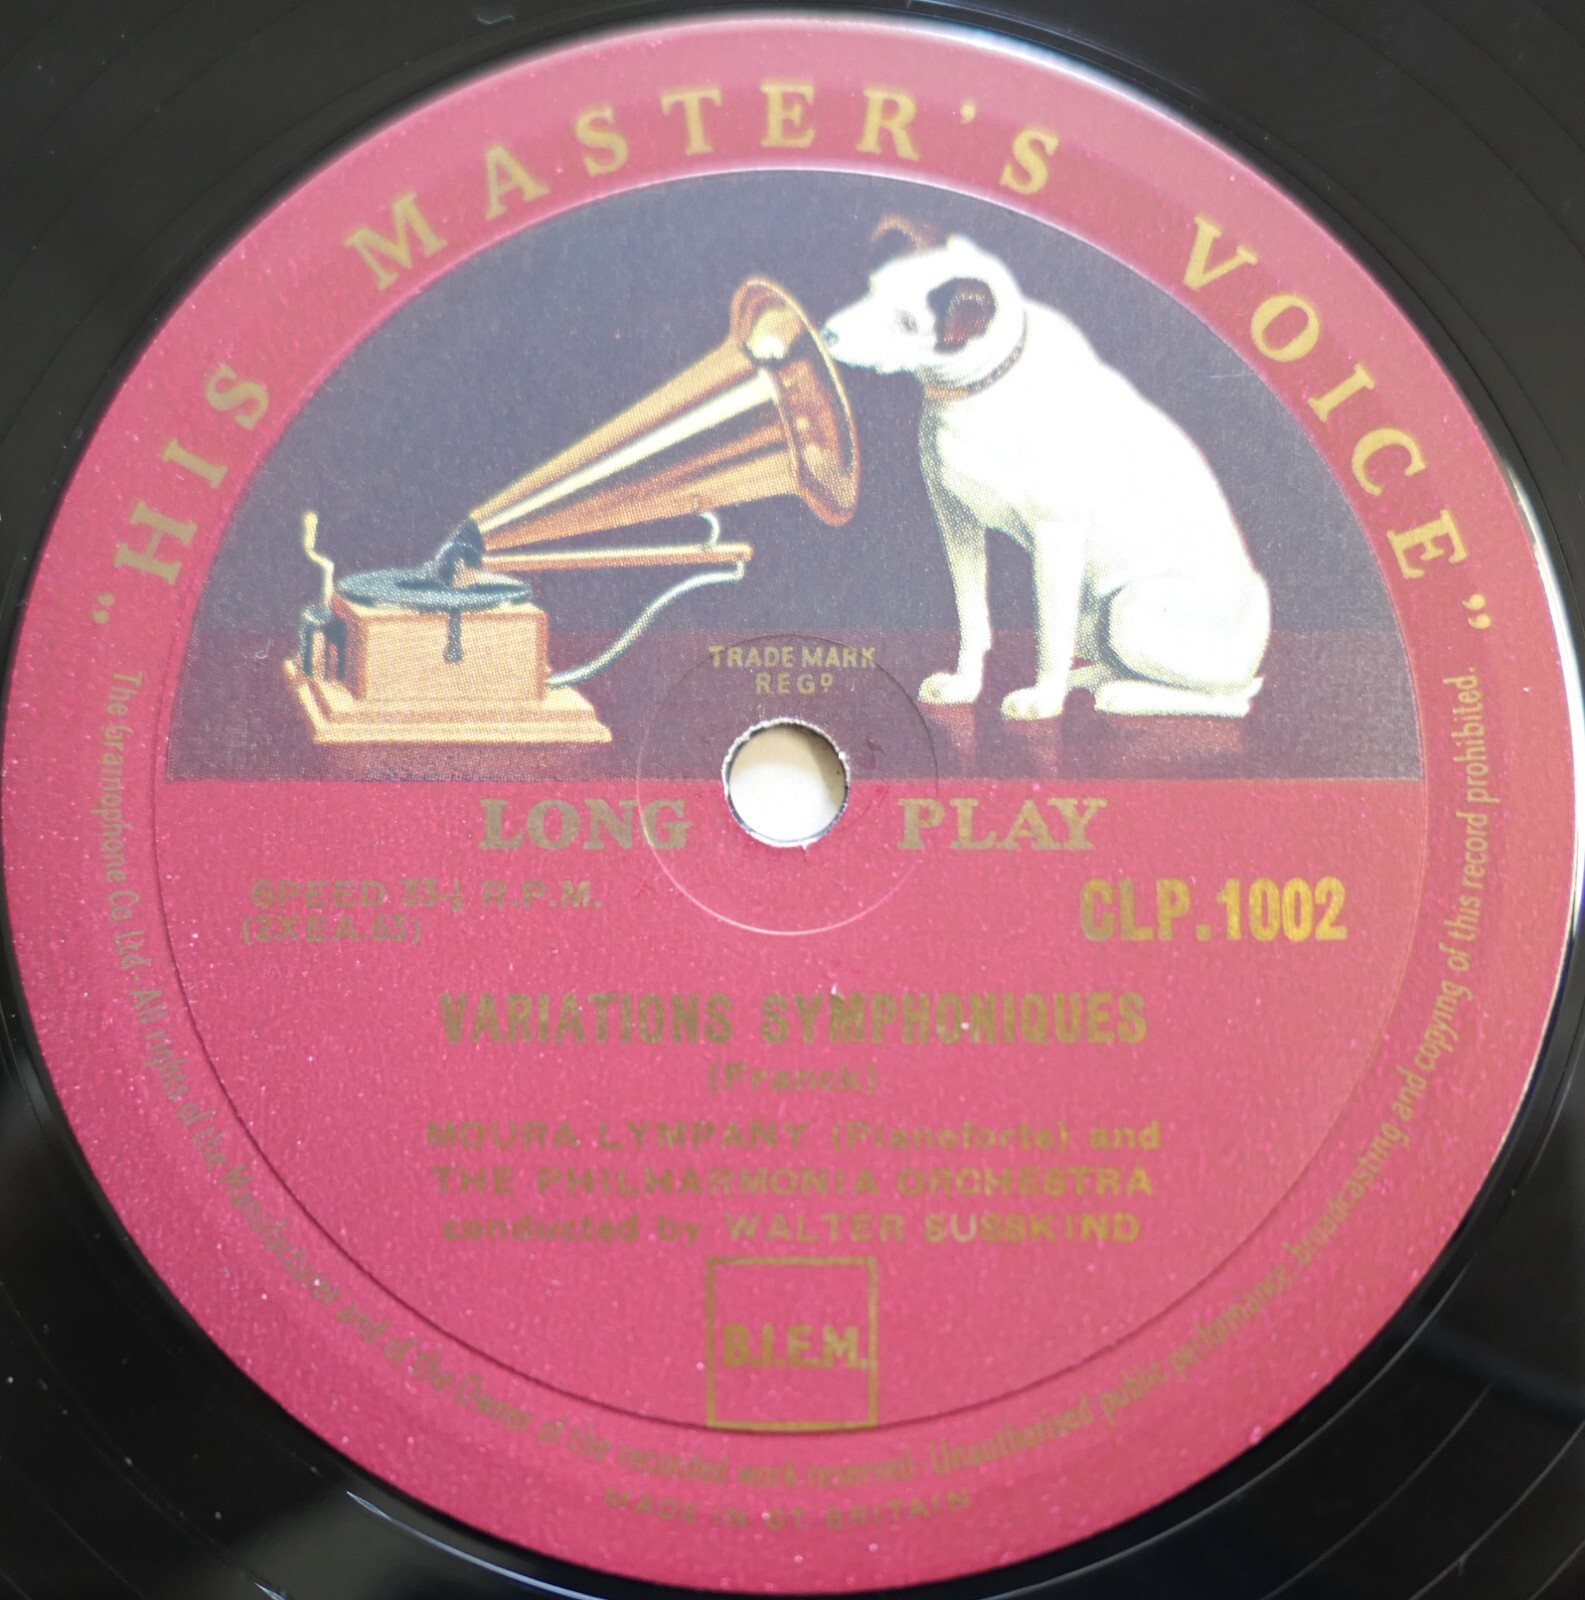 "HIS MASTER'S VOICE"
TRADE MARK
REGD
LONG PLAY
SPEED 33⅓ R.P.M.
(2XEA.63)
CLP.1002
VARIATIONS SYMPHONIQUES
(Franck)
MOURA LYMPANY (Pianoforte) and
THE PHILHARMONIA ORCHESTRA
conducted by WALTER SUSSKIND
B.I.E.M.
The Gramophone Co. Ltd. All rights of the Manufacturer and of the Owner of the recorded work reserved. Unauthorised public performance, broadcasting and copying of this record prohibited.
MADE IN GT. BRITAIN